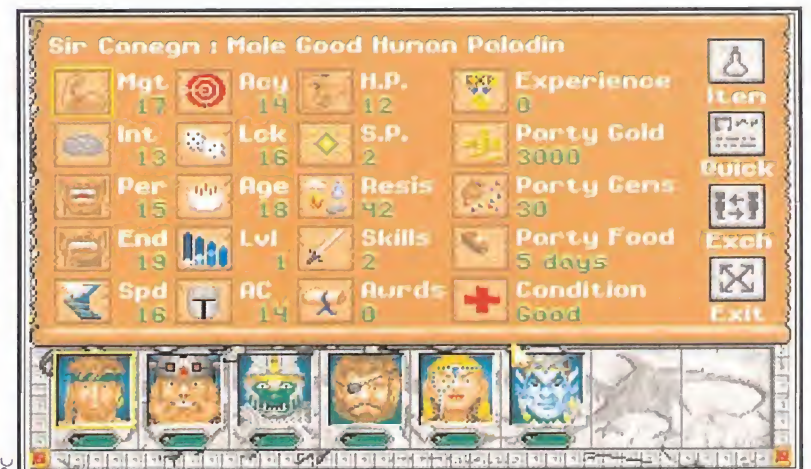 Sir Canegm : Male Good Human Paladin
Mgt 17
Acy 14
H.P. 12
Experience 0
Item
Int 13
Lck 16
S.P. 2
Party Gold 3000
Quick
Per 15
Age 18
Resis 42
Party Gems 30
Exch
End 19
Lvl 1
Skills 2
Party Food 5 days
Spd 16
AC 14
Awrds 0
Condition Good
Exit
PC